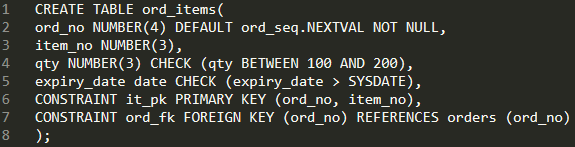 1 CREATE TABLE ord_items(
2 ord_no NUMBER(4) DEFAULT ord_seq.NEXTVAL NOT NULL,
3 item_no NUMBER(3),
4 qty NUMBER(3) CHECK (qty BETWEEN 100 AND 200),
5 expiry_date date CHECK (expiry_date > SYSDATE),
6 CONSTRAINT it_pk PRIMARY KEY (ord_no, item_no),
7 CONSTRAINT ord_fk FOREIGN KEY (ord_no) REFERENCES orders (ord_no)
8 );